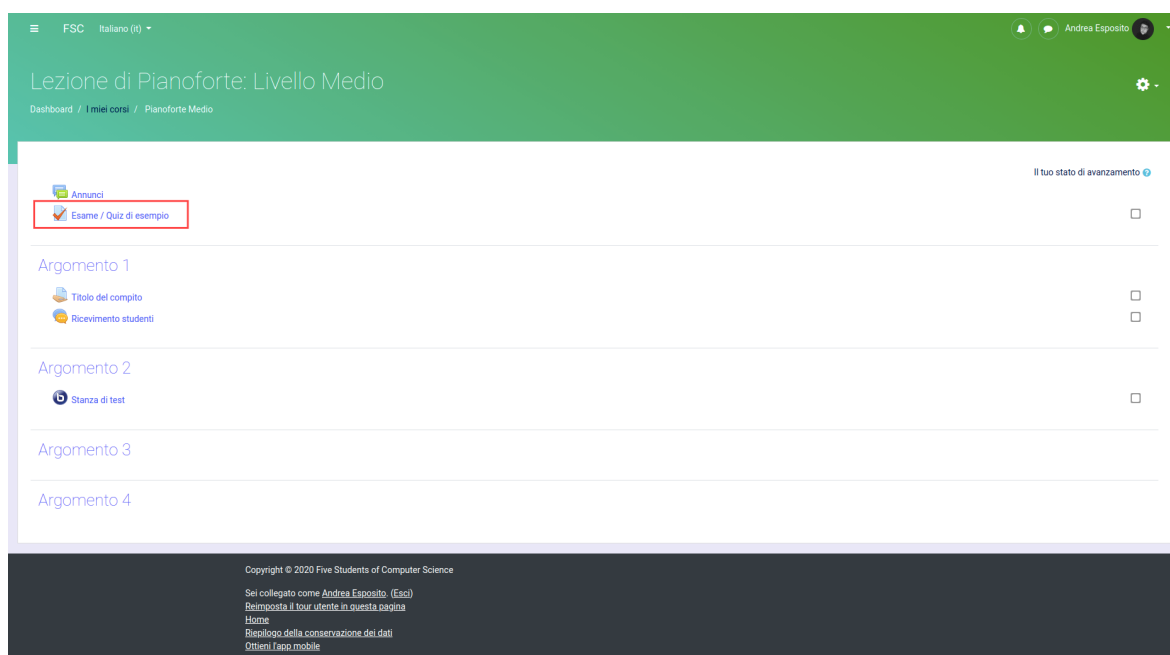 FSC Italiano (it)
Andrea Esposito
Lezione di Pianoforte: Livello Medio
Dashboard / I miei corsi / Pianoforte Medio
Il tuo stato di avanzamento
Annunci
Esame / Quiz di esempio
Argomento 1
Titolo del compito
Ricevimento studenti
Argomento 2
Stanza di test
Argomento 3
Argomento 4
Copyright © 2020 Five Students of Computer Science
Sei collegato come Andrea Esposito. (Esci)
Reimposta il tour utente in questa pagina
Home
Riepilogo della conservazione dei dati
Ottieni l'app mobile